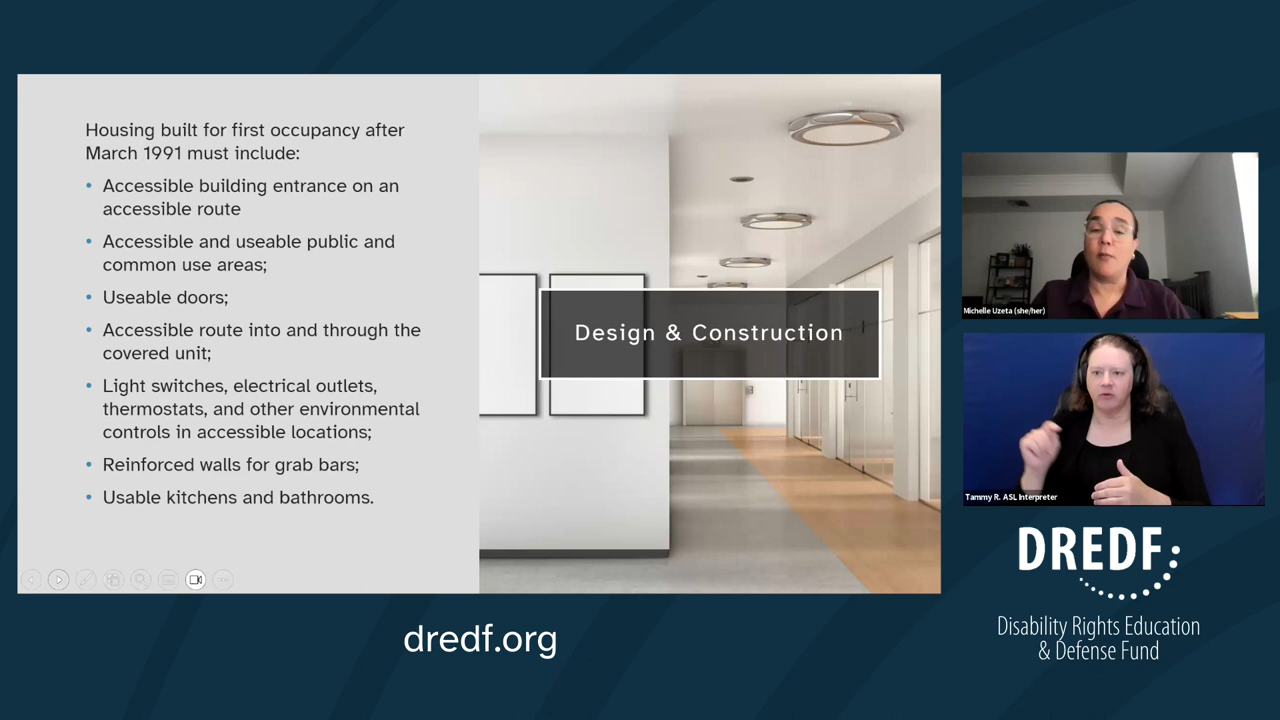 Housing built for first occupancy after
March 1991 must include:
• Accessible building entrance on an
accessible route
• Accessible and useable public and
common use areas;
• Useable doors;
• Accessible route into and through the
covered unit;
• Light switches, electrical outlets,
thermostats, and other environmental
controls in accessible locations;
• Reinforced walls for grab bars;
• Usable kitchens and bathrooms.
Design & Construction
Michelle Uzeta (she/her)
Tammy R. ASL Interpreter
DREDF
Disability Rights Education
& Defense Fund
dredf.org